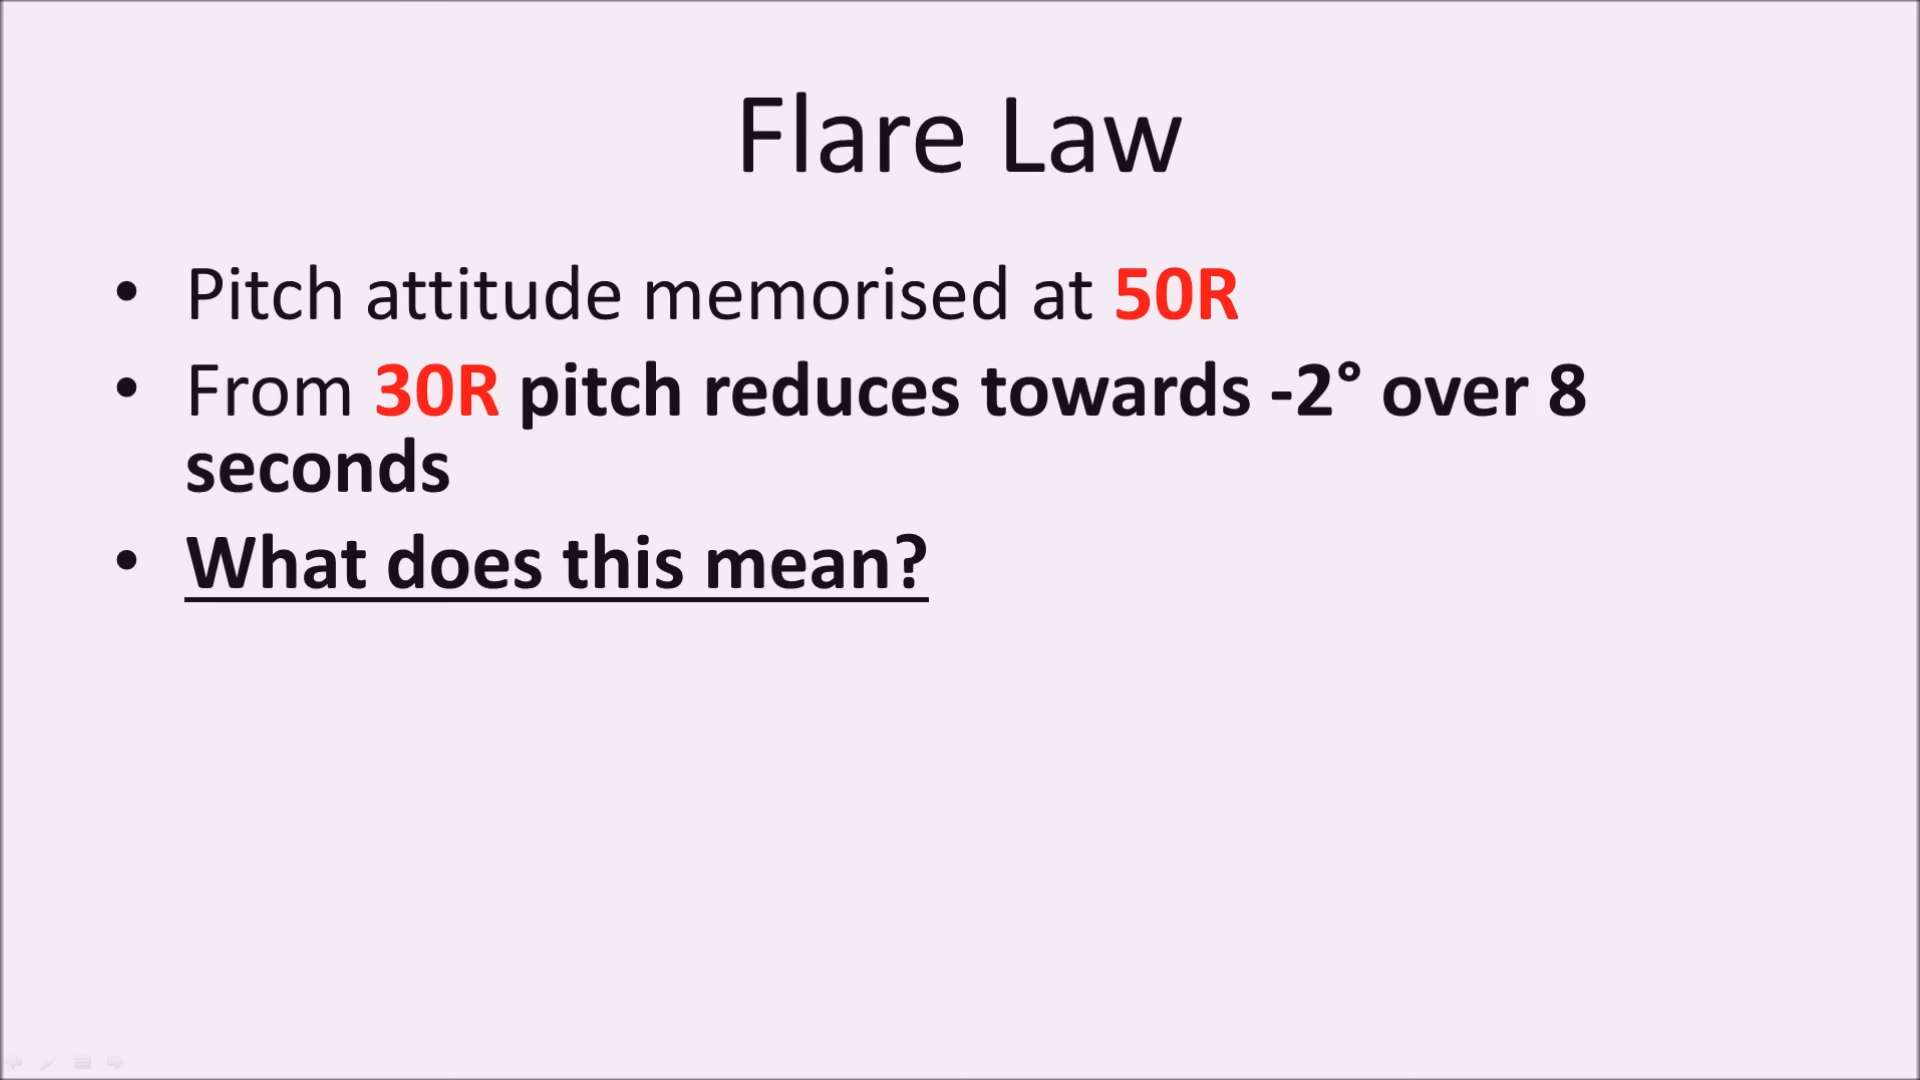 Flare Law
• Pitch attitude memorised at 50R
• From 30R pitch reduces towards -2° over 8
seconds
• What does this mean?